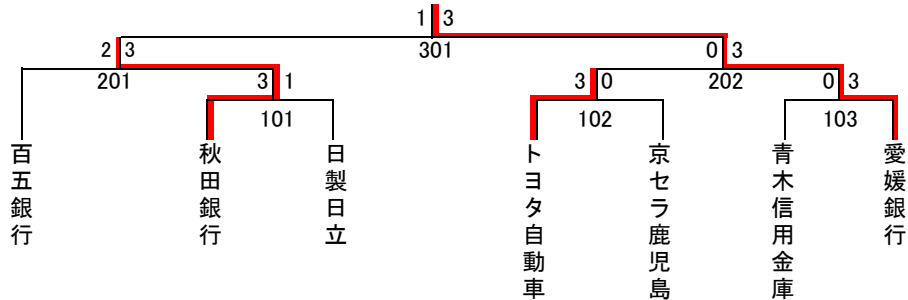 1 3
301
2 3
0 3
201
202
3 1
3 0
0 3
101
102
103
百五銀行
秋田銀行
日製日立
トヨタ自動車
京セラ鹿児島
青木信用金庫
愛媛銀行